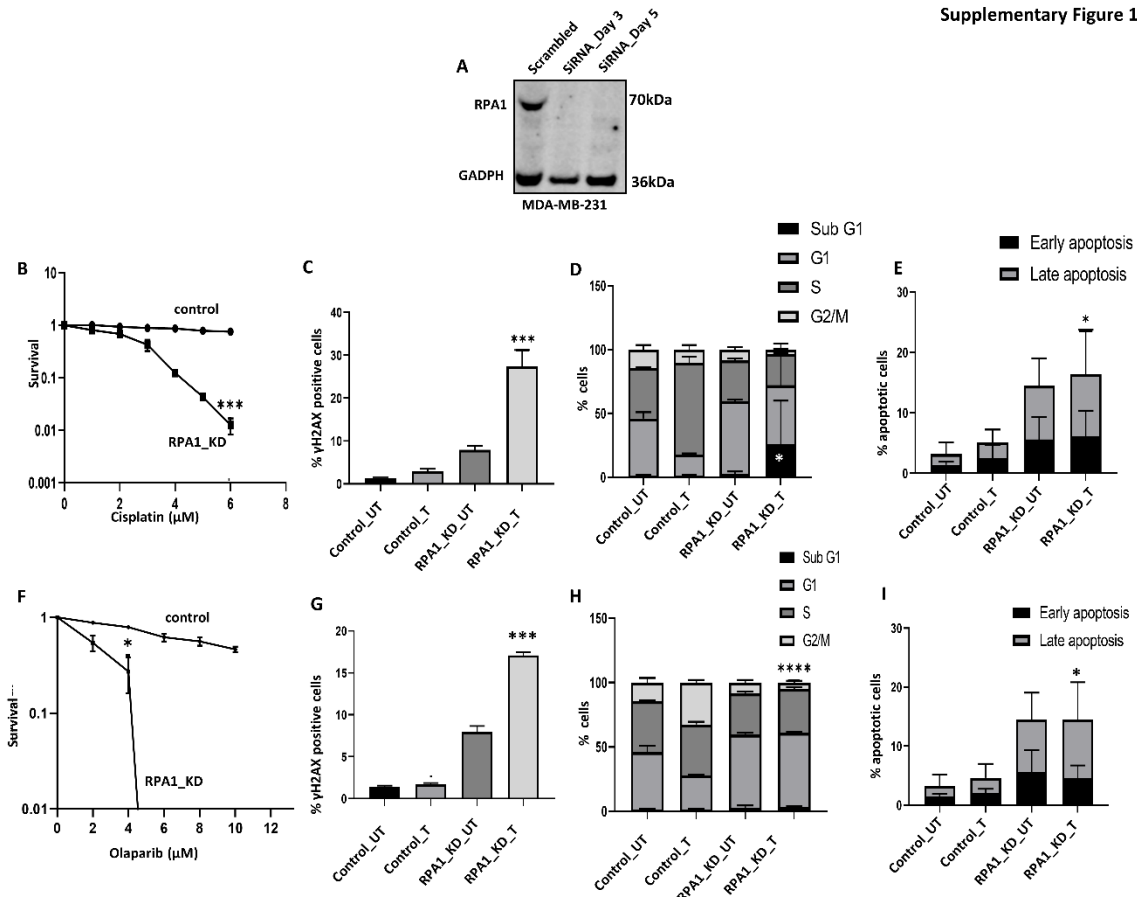 Supplementary Figure 1
A
Scrambled
SiRNA_Day 3
SiRNA_Day 5
RPA1
70kDa
GADPH
36kDa
MDA-MB-231
B
10
1
0.1
0.01
0.001
Survival
control
***
RPA1_KD
0 2 4 6 8
Cisplatin (µM)
C
40
30
20
10
0
% γH2AX positive cells
***
Control_UT
Control_T
RPA1_KD_UT
RPA1_KD_T
Sub G1
G1
S
G2/M
D
150
100
50
0
% cells
*
Control_UT
Control_T
RPA1_KD_UT
RPA1_KD_T
Early apoptosis
Late apoptosis
E
30
20
10
0
% apoptotic cells
*
Control_UT
Control_T
RPA1_KD_UT
RPA1_KD_T
F
1
0.1
0.01
Survival
control
*
RPA1_KD
0 2 4 6 8 10 12
Olaparib (µM)
G
20
15
10
5
0
% γH2AX positive cells
***
Control_UT
Control_T
RPA1_KD_UT
RPA1_KD_T
Sub G1
G1
S
G2/M
H
150
100
50
0
% cells
****
Control_UT
Control_T
RPA1_KD_UT
RPA1_KD_T
Early apoptosis
Late apoptosis
I
30
20
10
0
% apoptotic cells
*
Control_UT
Control_T
RPA1_KD_UT
RPA1_KD_T